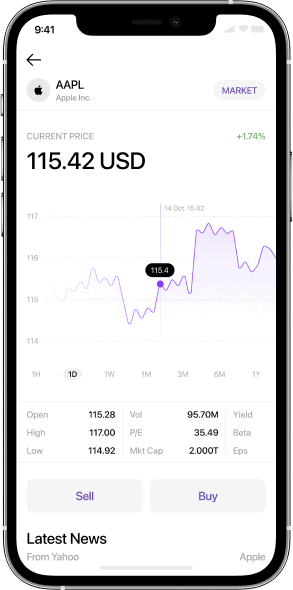 9:41
AAPL
Apple Inc.
MARKET
CURRENT PRICE +1.74%
115.42 USD
14 Oct. 15:42
117
116
115.4
115
114
1H 1D 1W 1M 3M 6M 1Y
Open 115.28 Vol 95.70M Yield
High 117.00 P/E 35.49 Beta
Low 114.92 Mkt Cap 2.000T Eps
Sell Buy
Latest News
From Yahoo Apple